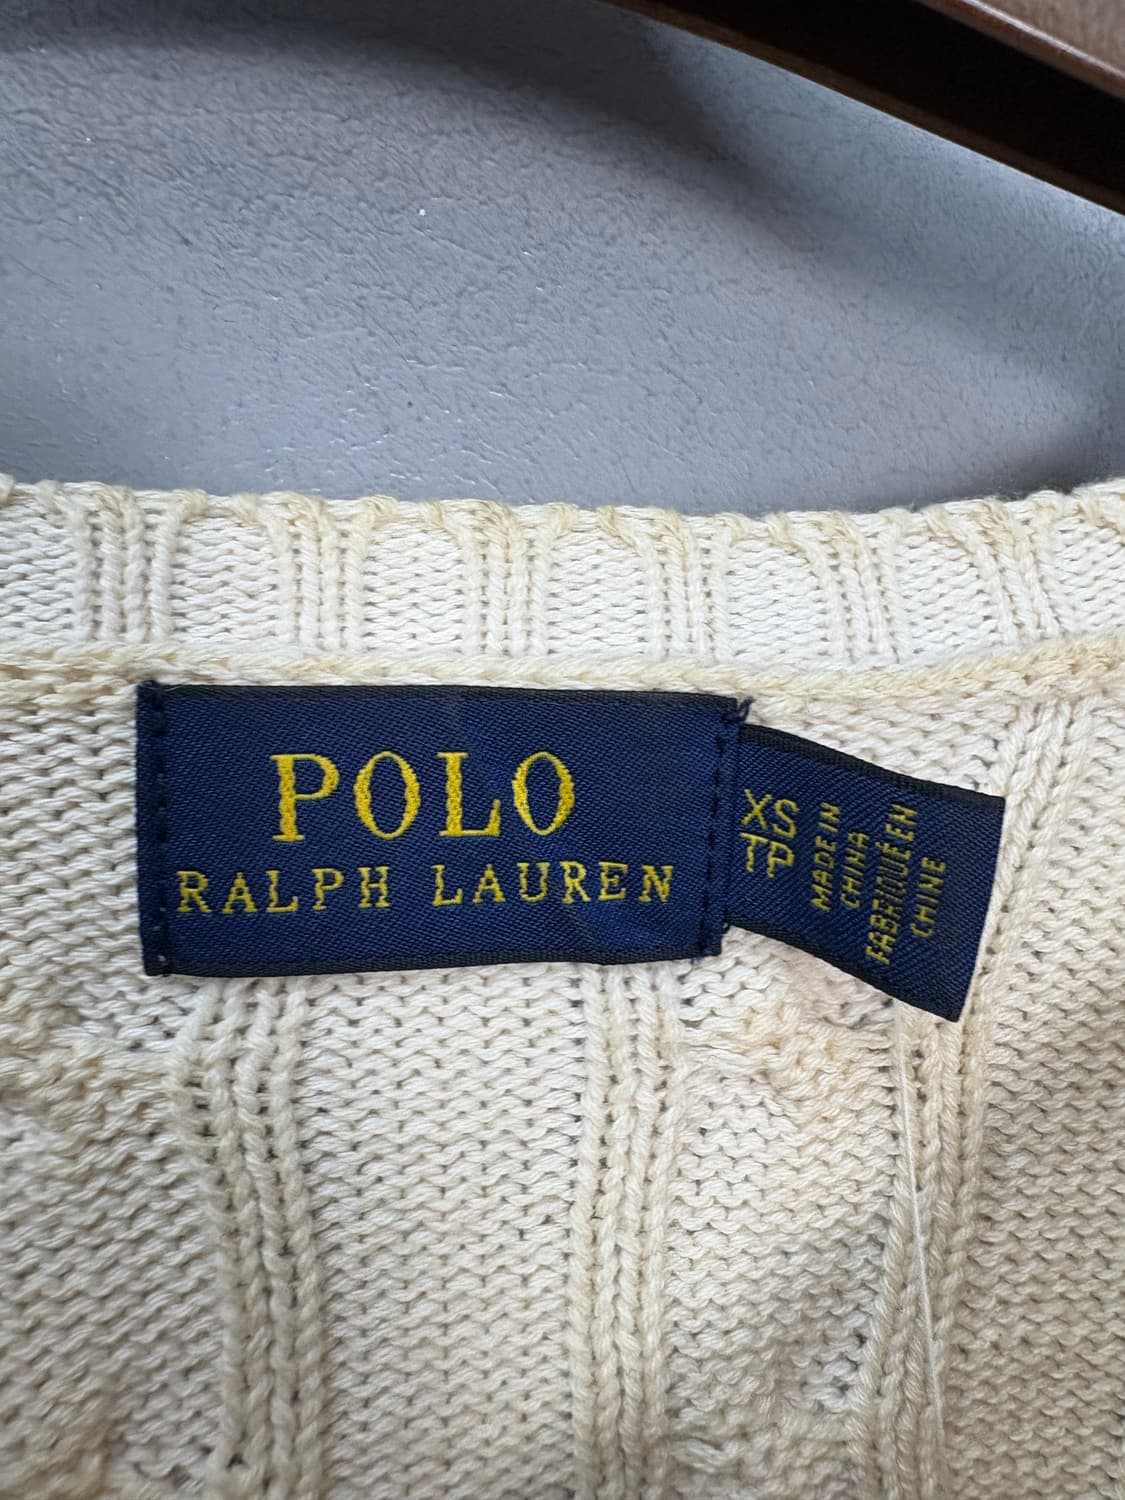 POLO
RALPH LAUREN
XS
TP
MADE IN
CHINA
FABRIQUÉ EN
CHINE